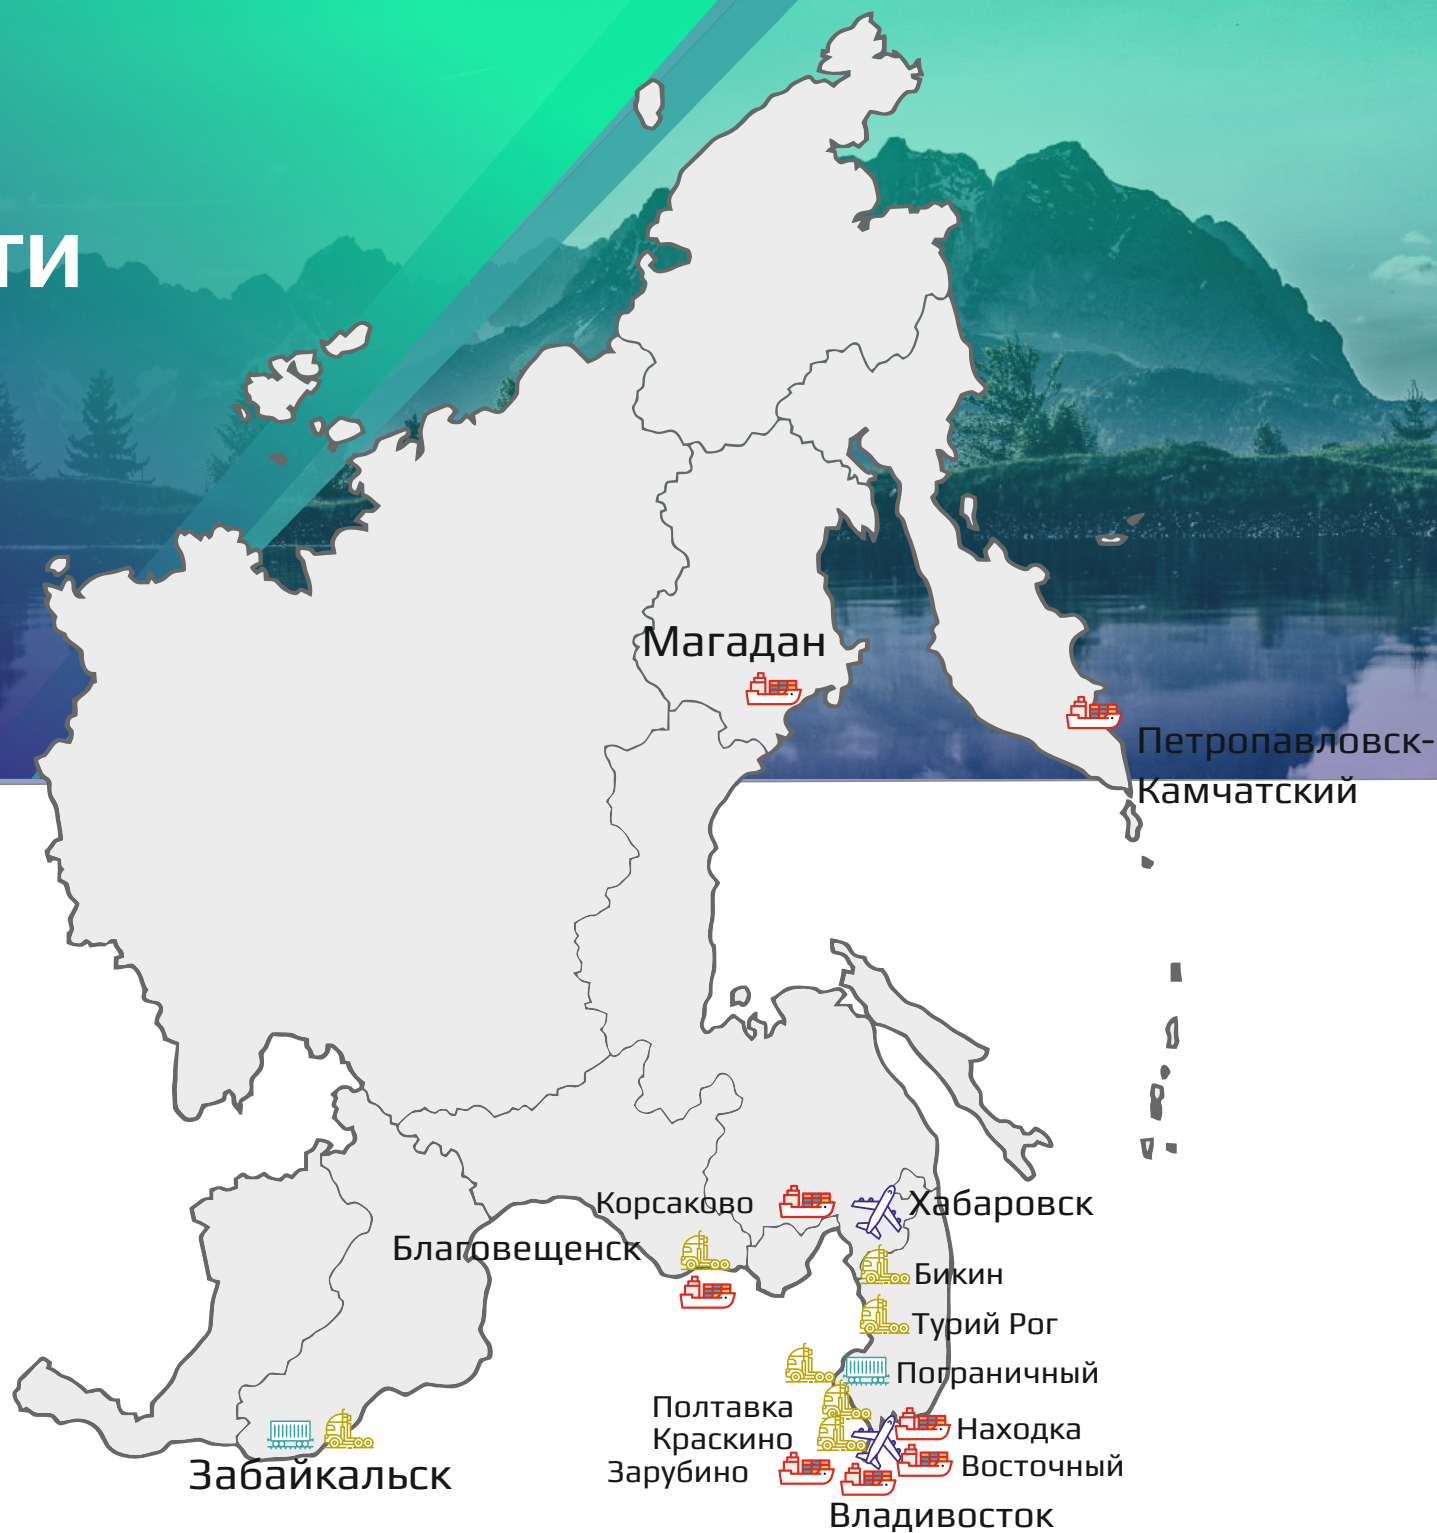 ти
Магадан
Петропавловск-
Камчатский
Корсаково
Хабаровск
Благовещенск
Бикин
Турий Рог
Пограничный
Полтавка
Краскино
Зарубино
Находка
Восточный
Забайкальск
Владивосток